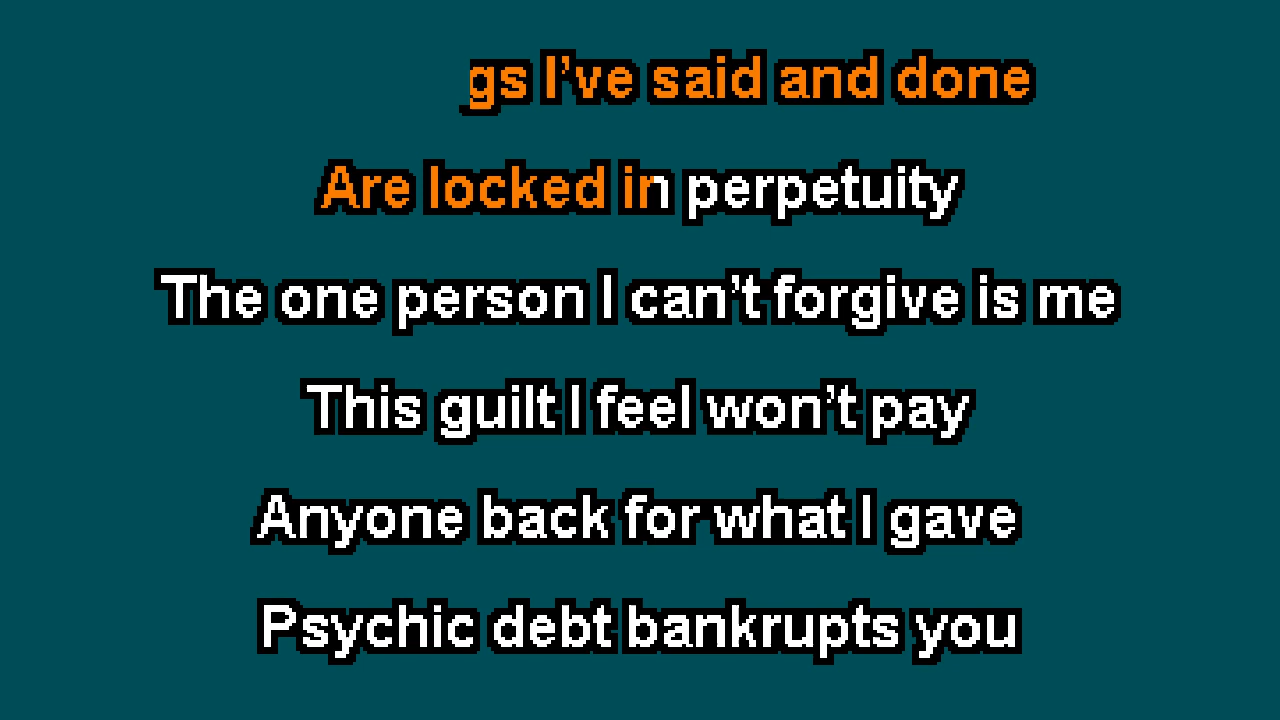 gs I've said and done
Are locked in perpetuity
The one person I can't forgive is me
This guilt I feel won't pay
Anyone back for what I gave
Psychic debt bankrupts you